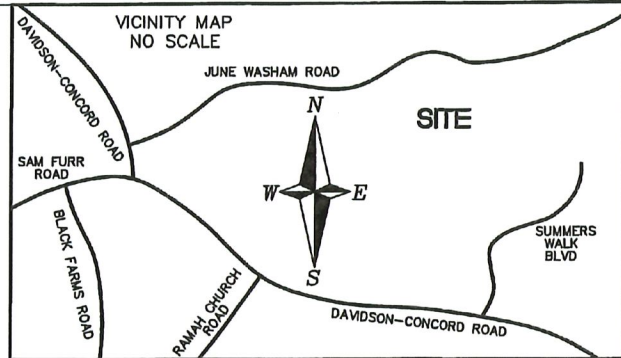 VICINITY MAP
NO SCALE
DAVIDSON-CONCORD ROAD
JUNE WASHAM ROAD
N
SITE
SAM FURR
ROAD
W
E
SUMMERS
WALK
BLVD
BLACK FARMS ROAD
S
RAMAH CHURCH
ROAD
DAVIDSON-CONCORD ROAD